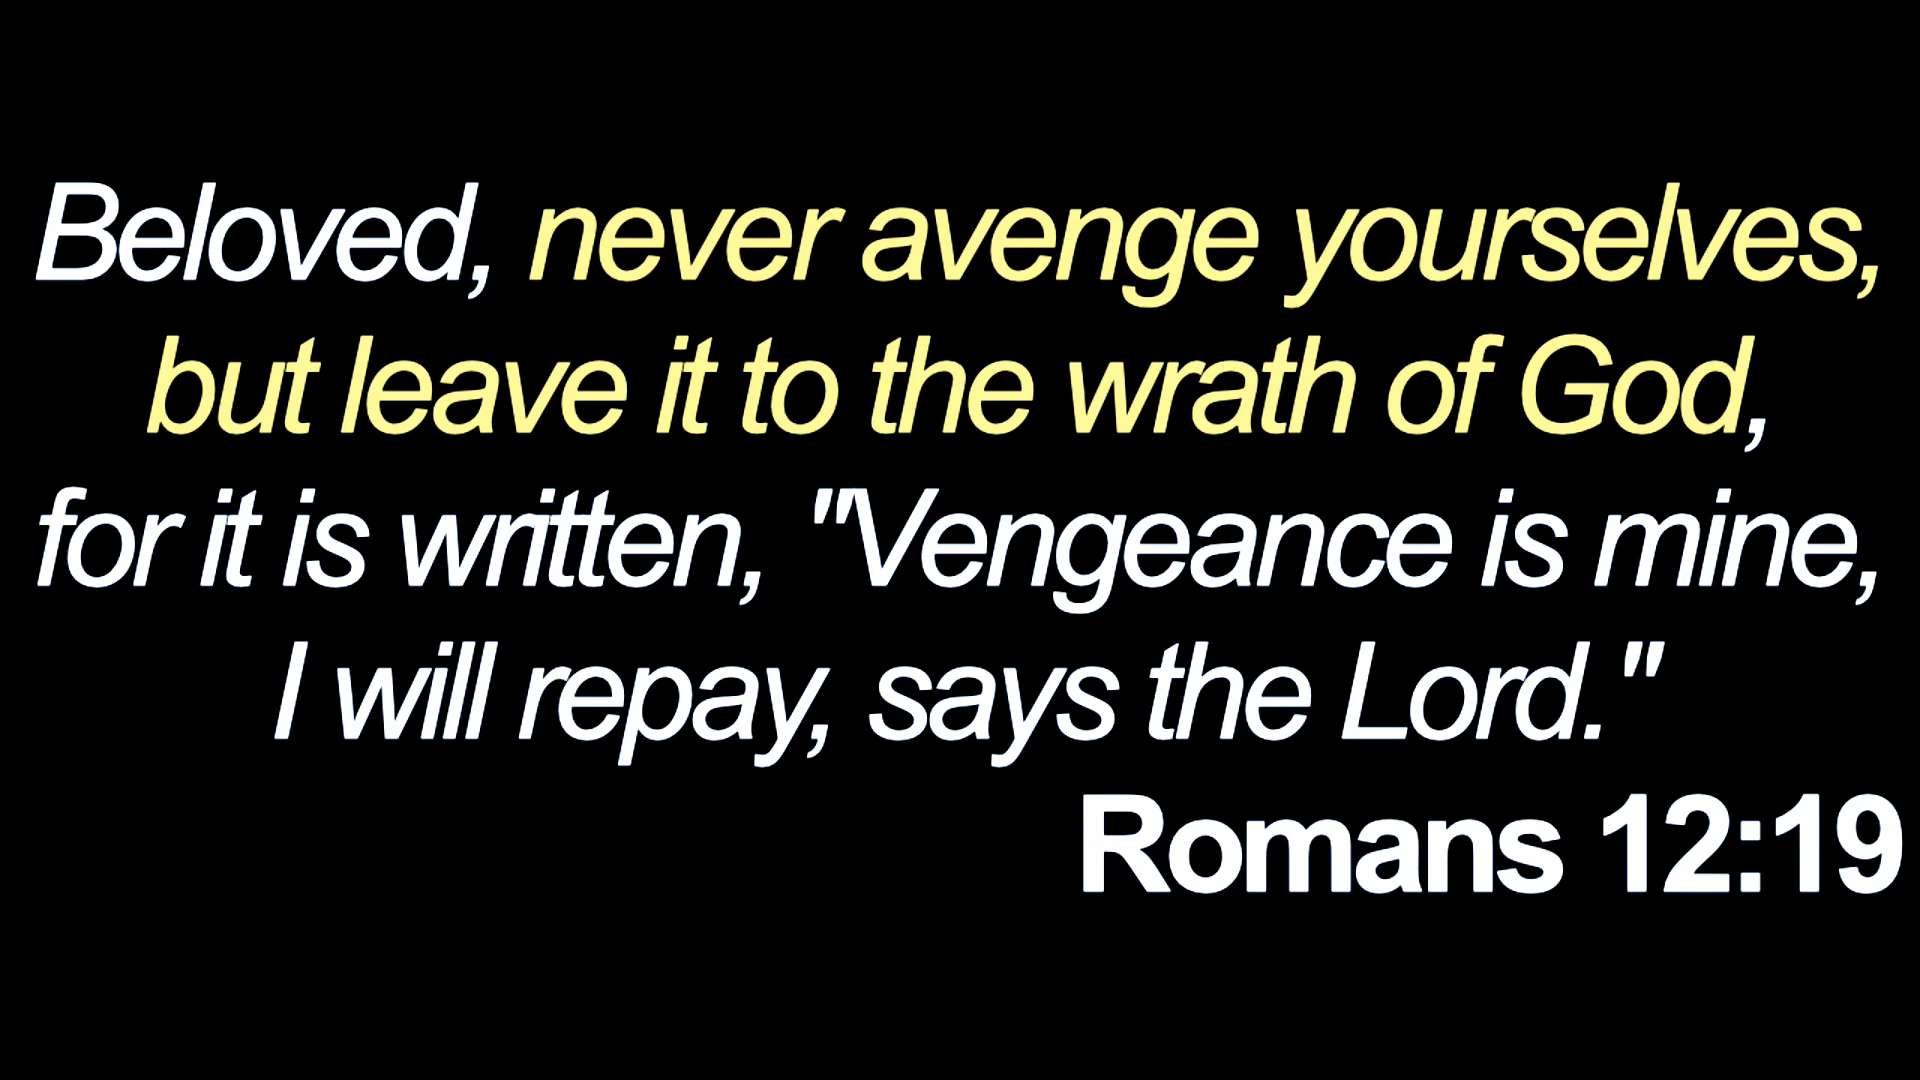 Beloved, never avenge yourselves,
but leave it to the wrath of God,
for it is written, "Vengeance is mine,
I will repay, says the Lord."
Romans 12:19